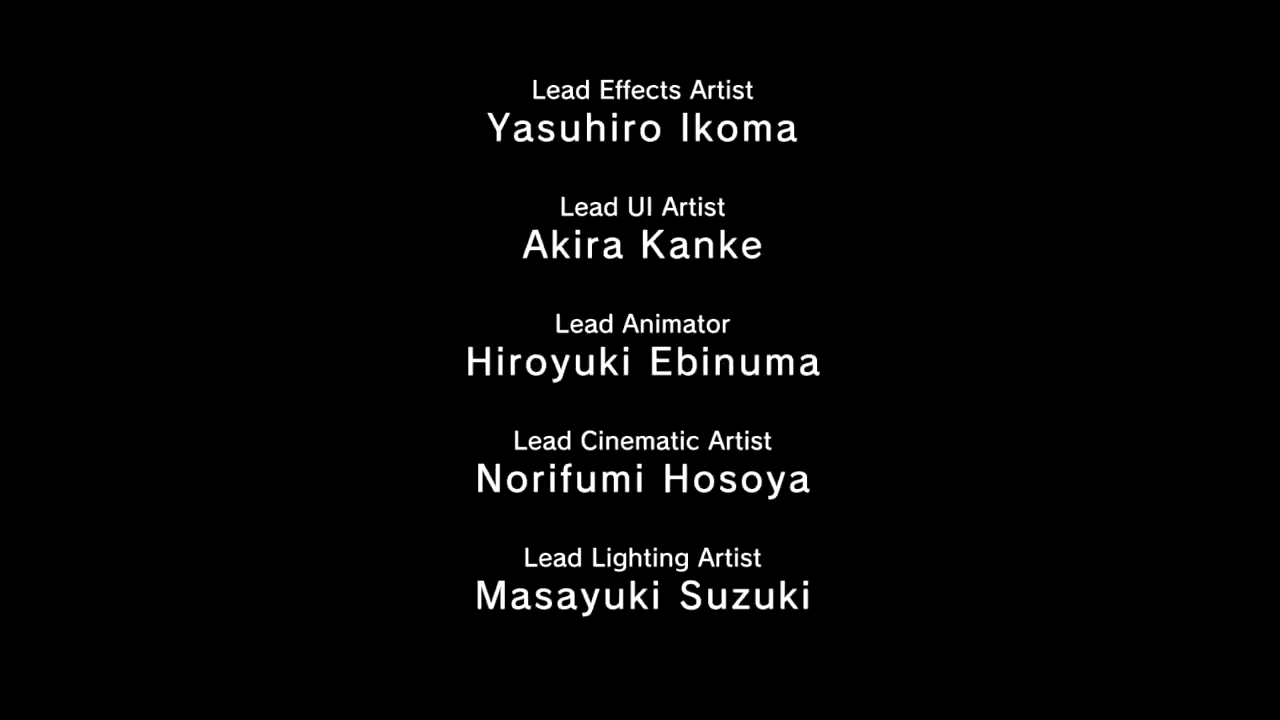 Lead Effects Artist
Yasuhiro Ikoma
Lead UI Artist
Akira Kanke
Lead Animator
Hiroyuki Ebinuma
Lead Cinematic Artist
Norifumi Hosoya
Lead Lighting Artist
Masayuki Suzuki